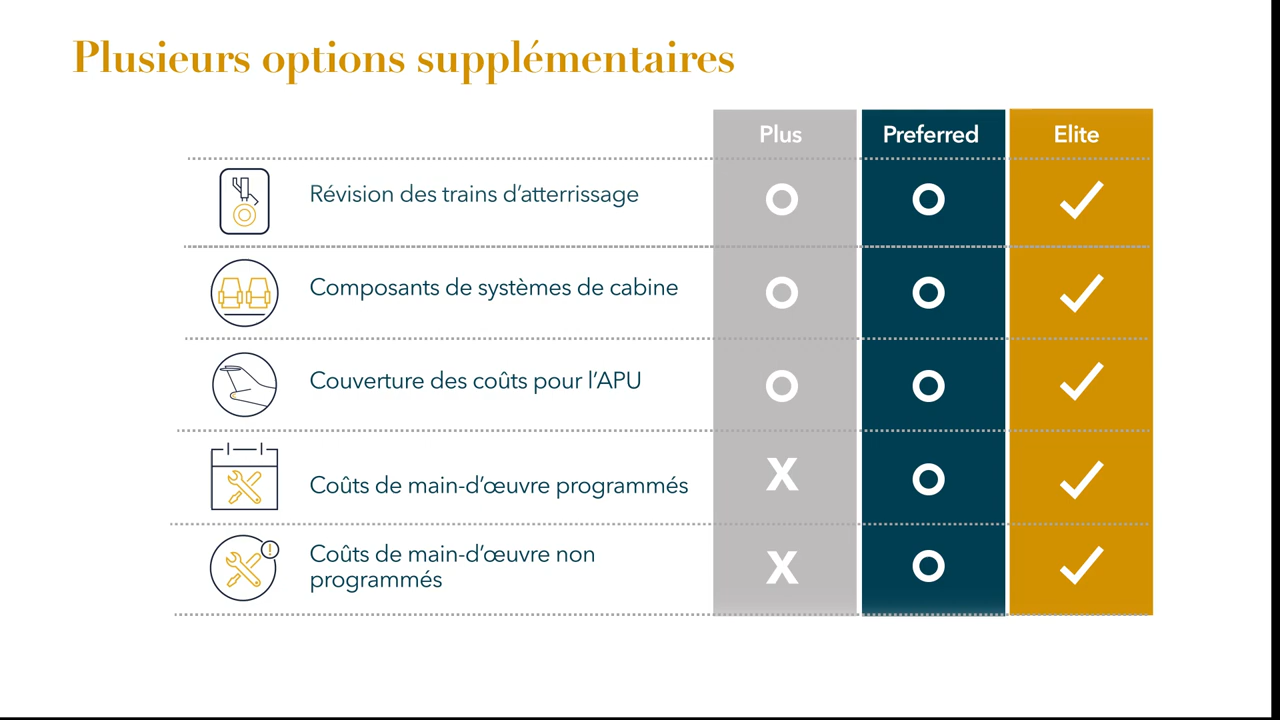 Plusieurs options supplémentaires
Plus Preferred Elite
Révision des trains d’atterrissage
Composants de systèmes de cabine
Couverture des coûts pour l’APU
X
Coûts de main-d’œuvre programmés
Coûts de main-d’œuvre non
programmés
X